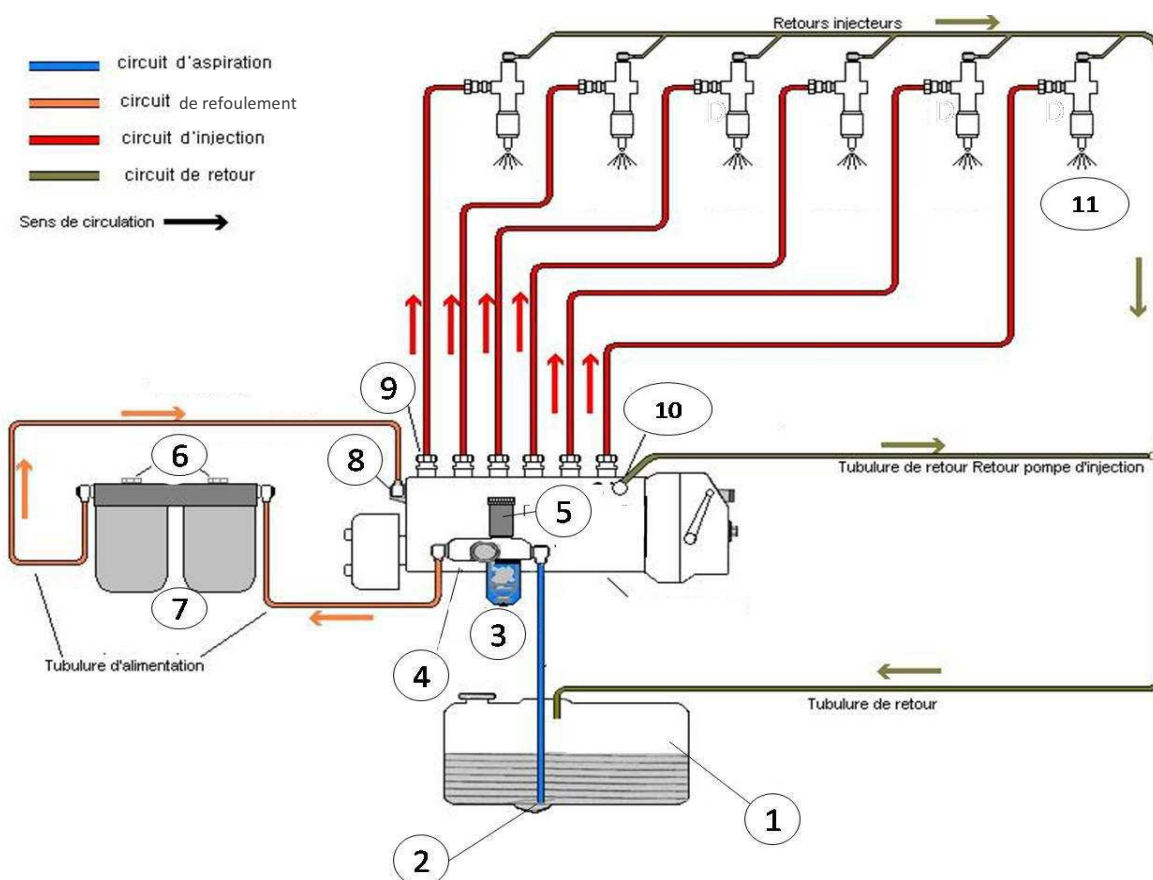 Retours injecteurs
circuit d'aspiration
circuit de refoulement
circuit d'injection
circuit de retour
Sens de circulation
11
9
10
6
8
Tubulure de retour Retour pompe d'injection
5
7
3
Tubulure d'alimentation
4
Tubulure de retour
1
2